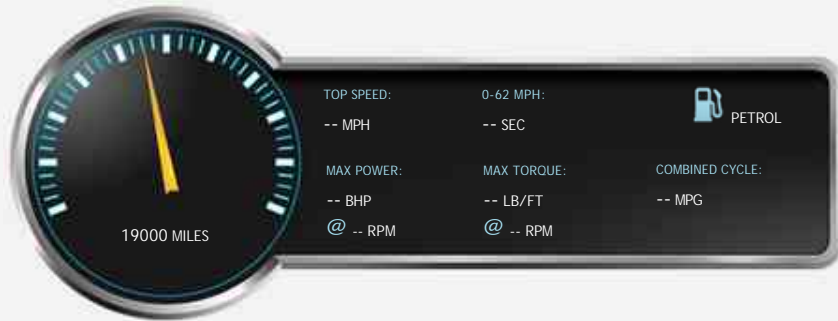 TOP SPEED:
-- MPH
0-62 MPH:
-- SEC
PETROL
MAX POWER:
-- BHP
@ -- RPM
MAX TORQUE:
-- LB/FT
@ -- RPM
COMBINED CYCLE:
-- MPG
19000 MILES